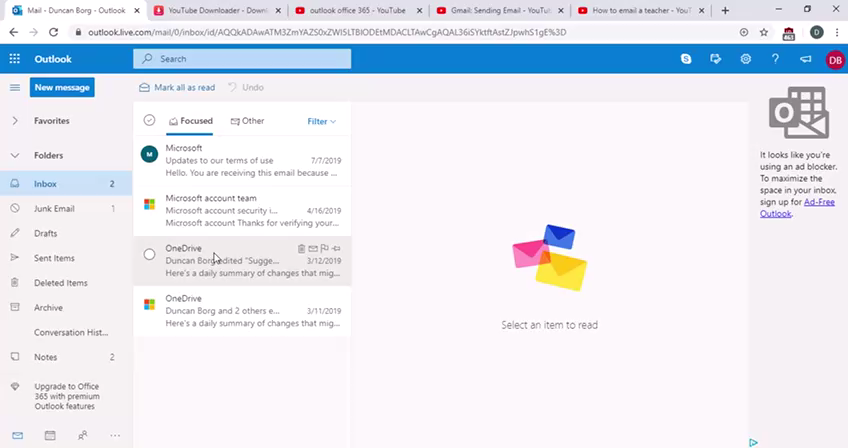 Mail - Duncan Borg - Outlook
YouTube Downloader - Downl
outlook office 365 - YouTube
Gmail: Sending Email - YouTub
How to email a teacher - YouT
outlook.live.com/mail/0/inbox/id/
D
Outlook
Search
DB
New message
Mark all as read
Undo
Favorites
Folders
Inbox 2
Junk Email 1
Drafts
Sent Items
Deleted Items
Archive
Conversation Hist...
Notes 2
Upgrade to Office
365 with premium
Outlook features
Focused
Other
Filter
M
Microsoft
Updates to our terms of use 7/7/2019
Hello. You are receiving this email because ...
Microsoft account team
Microsoft account security i... 4/16/2019
Microsoft account Thanks for verifying your...
OneDrive
Duncan Borg edited "Sugge... 3/12/2019
Here's a daily summary of changes that mig...
OneDrive
Duncan Borg and 2 others e... 3/11/2019
Here's a daily summary of changes that mig...
Select an item to read
It looks like you're
using an ad blocker.
To maximize the
space in your inbox,
sign up for Ad-Free
Outlook.